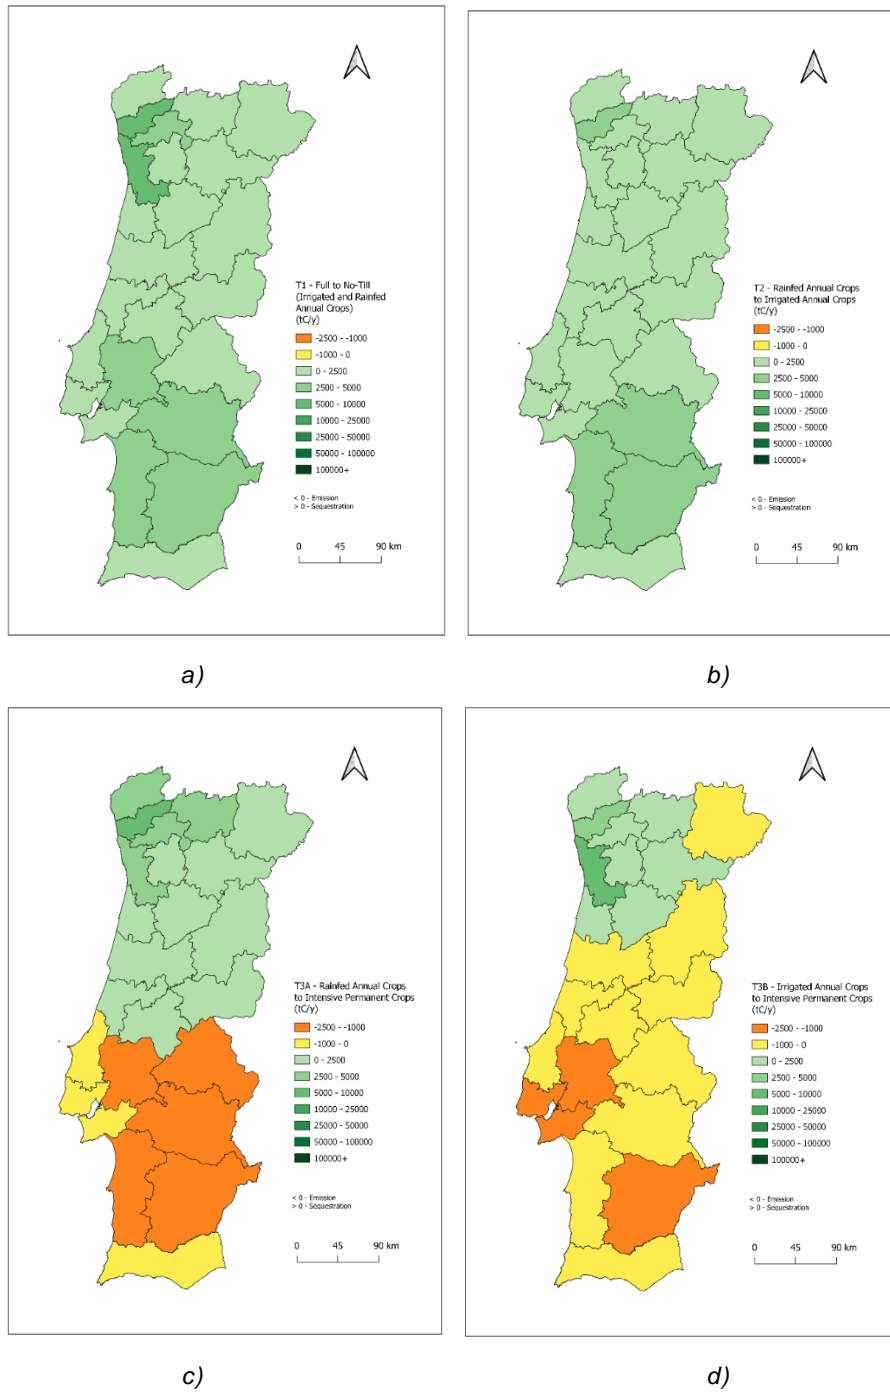 T1 - Full to No-Till
(Irrigated and Rainfed
Annual Crops)
(tC/y)
-2500 - -1000
-1000 - 0
0 - 2500
2500 - 5000
5000 - 10000
10000 - 25000
25000 - 50000
50000 - 100000
100000+
< 0 - Emission
> 0 - Sequestration
0 45 90 km
a)
T2 - Rainfed Annual Crops
to Irrigated Annual Crops
(tC/y)
-2500 - -1000
-1000 - 0
0 - 2500
2500 - 5000
5000 - 10000
10000 - 25000
25000 - 50000
50000 - 100000
100000+
< 0 - Emission
> 0 - Sequestration
0 45 90 km
b)
T3A - Rainfed Annual Crops
to Intensive Permanent Crops
(tC/y)
-2500 - -1000
-1000 - 0
0 - 2500
2500 - 5000
5000 - 10000
10000 - 25000
25000 - 50000
50000 - 100000
100000+
< 0 - Emission
> 0 - Sequestration
0 45 90 km
c)
T3B - Irrigated Annual Crops
to Intensive Permanent Crops
(tC/y)
-2500 - -1000
-1000 - 0
0 - 2500
2500 - 5000
5000 - 10000
10000 - 25000
25000 - 50000
50000 - 100000
100000+
< 0 - Emission
> 0 - Sequestration
0 45 90 km
d)